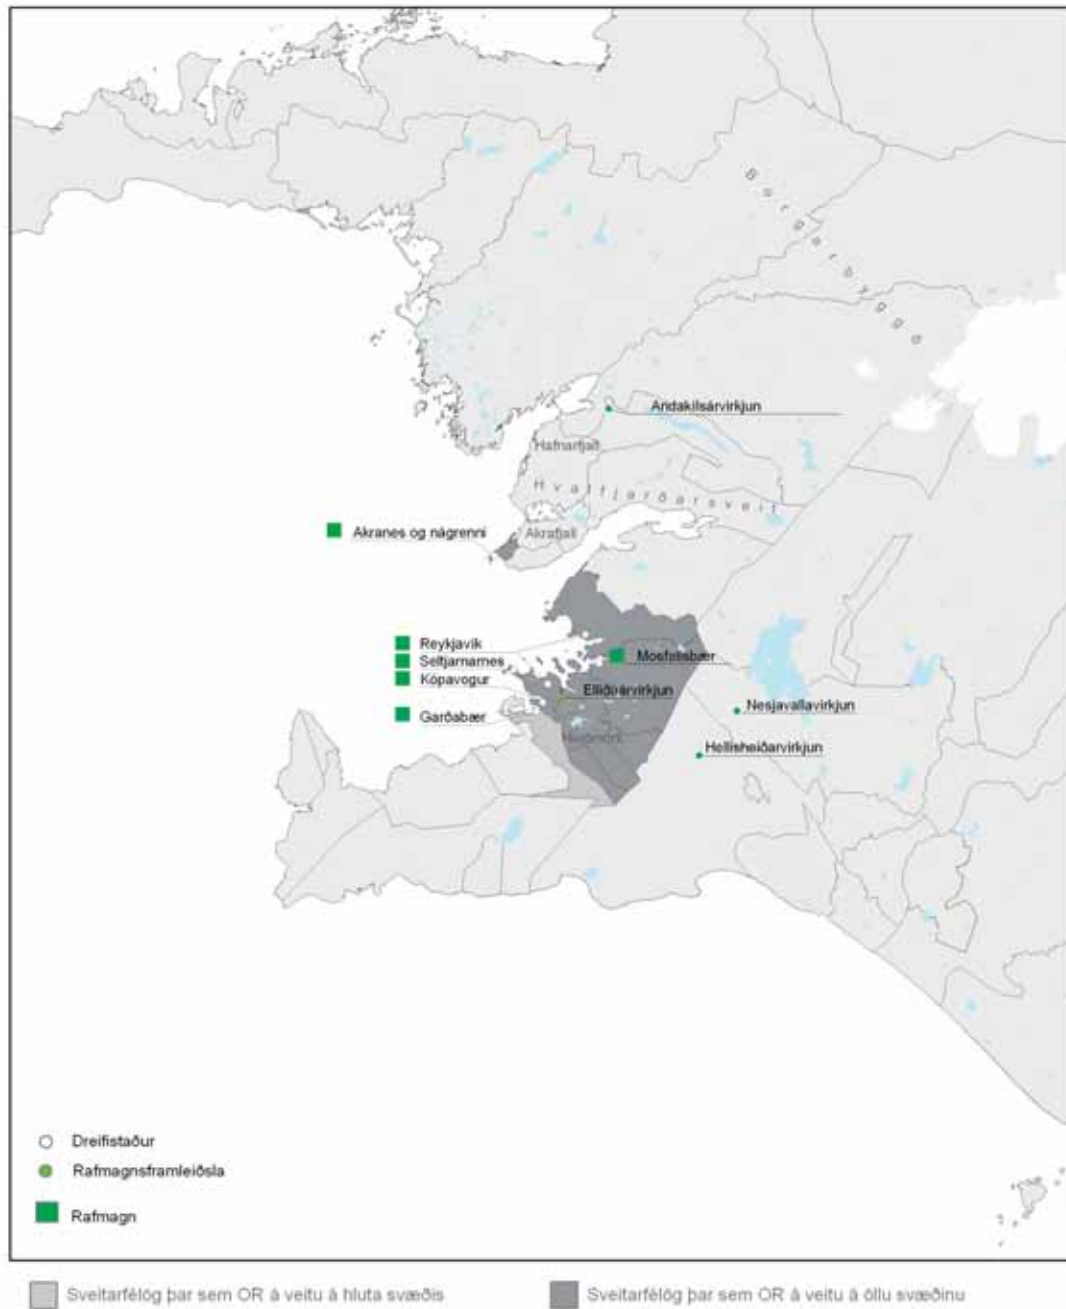 Borgarbyggð
Andakílsárvirkjun
Hafnarfjall
Hvalfjarðarsveit
Akranes og nágrenni
Akrafjall
Reykjavík
Seltjarnarnes
Mosfellsbær
Kópavogur
Elliðaárvirkjun
Garðabær
Nesjavallavirkjun
Heiðmörk
Hellisheiðarvirkjun
Dreifistaður
Rafmagnsframleiðsla
Rafmagn
Sveitarfélög þar sem OR á veitu á hluta svæðis
Sveitarfélög þar sem OR á veitu á öllu svæðinu